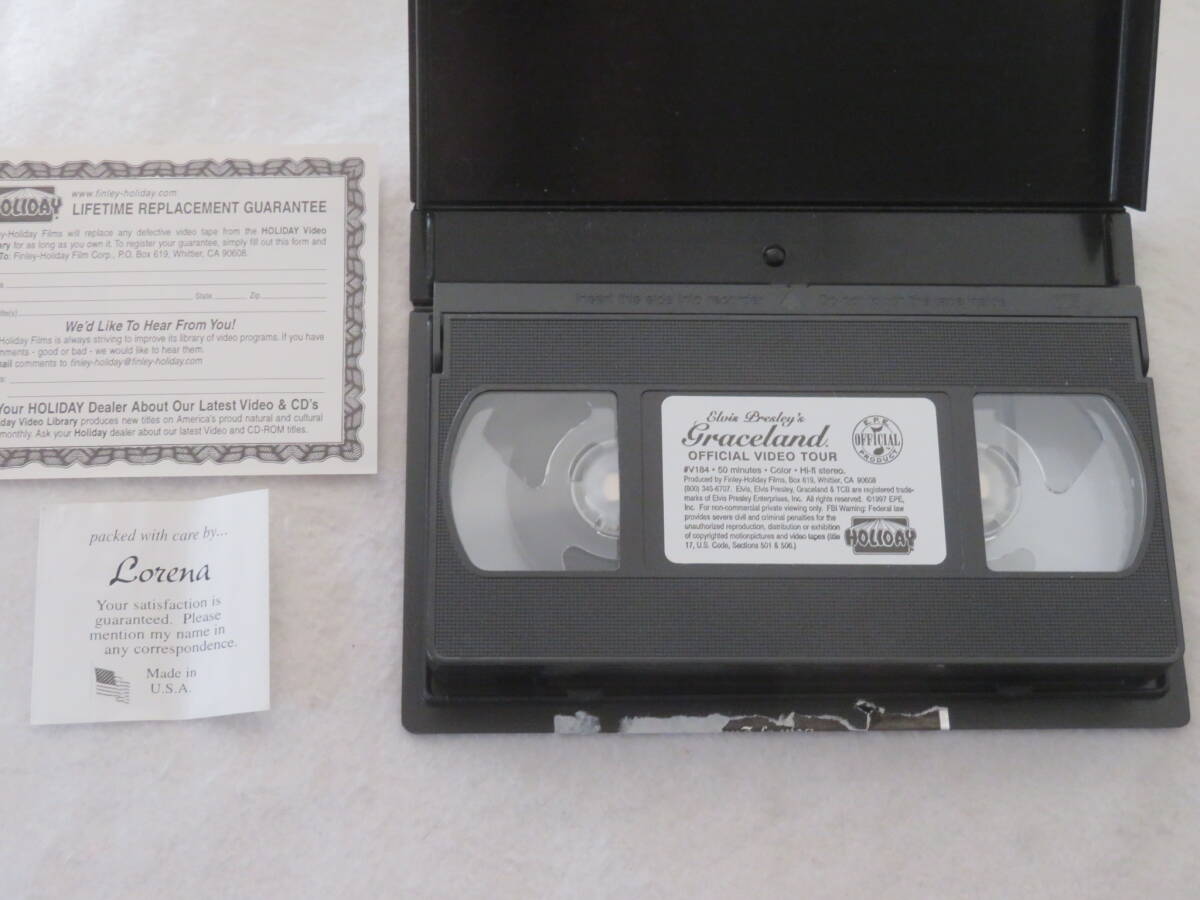 www.finley-holiday.com
LIFETIME REPLACEMENT GUARANTEE
Holiday Films will replace any defective video tape from the HOLIDAY Video
for as long as you own it. To register your guarantee, simply fill out this form and
To: Finley-Holiday Film Corp., P.O. Box 619, Whittier, CA 90608.
State Zip
We'd Like To Hear From You!
Holiday Films is always striving to improve its library of video programs. If you have
- good or bad - we would like to hear them.
comments to finley-holiday@finley-holiday.com
Your HOLIDAY Dealer About Our Latest Video & CD's
Video Library produces new titles on America's proud natural and cultural
monthly. Ask your Holiday dealer about our latest Video and CD-ROM titles.
packed with care by...
Lorena
Your satisfaction is
guaranteed. Please
mention my name in
any correspondence.
Made in
U.S.A.
Insert this side into recorder Do not touch the tape inside
Elvis Presley's
Graceland
OFFICIAL VIDEO TOUR
EPE
OFFICIAL
PRODUCT
#V184 • 50 minutes • Color • Hi-fi stereo.
Produced by Finley-Holiday Films, Box 619, Whittier, CA 90608
(800) 345-6707. Elvis, Elvis Presley, Graceland & TCB are registered trade-
marks of Elvis Presley Enterprises, Inc. All rights reserved. ©1997 EPE,
Inc. For non-commercial private viewing only. FBI Warning: Federal law
provides severe civil and criminal penalties for the
unauthorized reproduction, distribution or exhibition
of copyrighted motionpictures and video tapes (title
17, U.S. Code, Sections 501 & 506.)
HOLIDAY